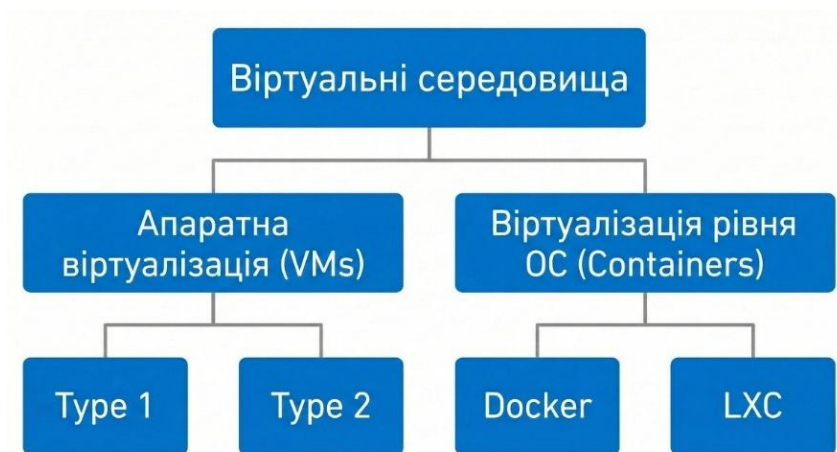 Віртуальні середовища
Апаратна
віртуалізація (VMs)
Віртуалізація рівня
ОС (Containers)
Type 1
Type 2
Docker
LXC